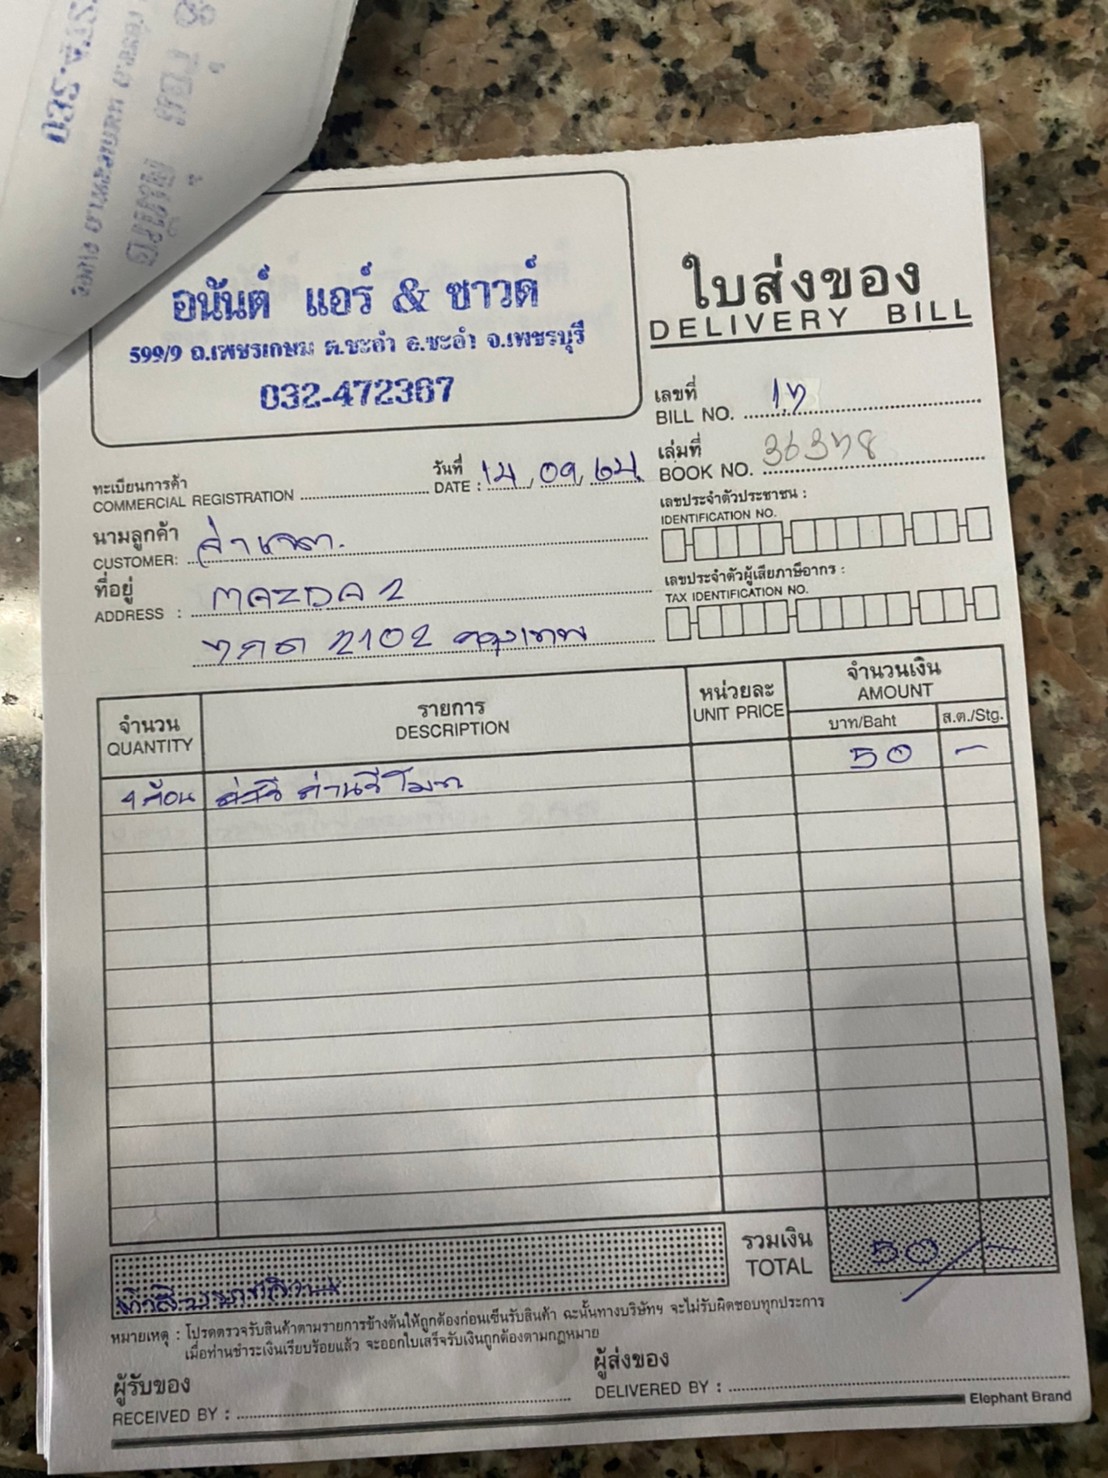 STA.380
อนันต์ แอร์ & ซาวด์
599/9 ถ.เพชรเกษม ต.ชะอำ อ.ชะอำ จ.เพชรบุรี
032-472367
ใบส่งของ
DELIVERY BILL
เลขที่
BILL NO.
เล่มที่
BOOK NO.
ทะเบียนการค้า
COMMERCIAL REGISTRATION
วันที่
DATE : 14, 09, 64
นามลูกค้า
CUSTOMER:
ที่อยู่
ADDRESS : MAZDA 2
2102 กรุงเทพ
เลขประจำตัวประชาชน :
IDENTIFICATION NO.
เลขประจำตัวผู้เสียภาษีอากร :
TAX IDENTIFICATION NO.
จำนวน
QUANTITY
รายการ
DESCRIPTION
หน่วยละ
UNIT PRICE
จำนวนเงิน
AMOUNT
บาท/Baht
ส.ต./Stg.
50 -
ถ่านรีโมท
รวมเงิน
TOTAL
50 -
หมายเหตุ : โปรดตรวจรับสินค้าตามรายการข้างต้นให้ถูกต้องก่อนเซ็นรับสินค้า ฉะนั้นทางบริษัทฯ จะไม่รับผิดชอบทุกประการ
เมื่อท่านชำระเงินเรียบร้อยแล้ว จะออกใบเสร็จรับเงินถูกต้องตามกฎหมาย
ผู้รับของ
RECEIVED BY :
ผู้ส่งของ
DELIVERED BY :
Elephant Brand